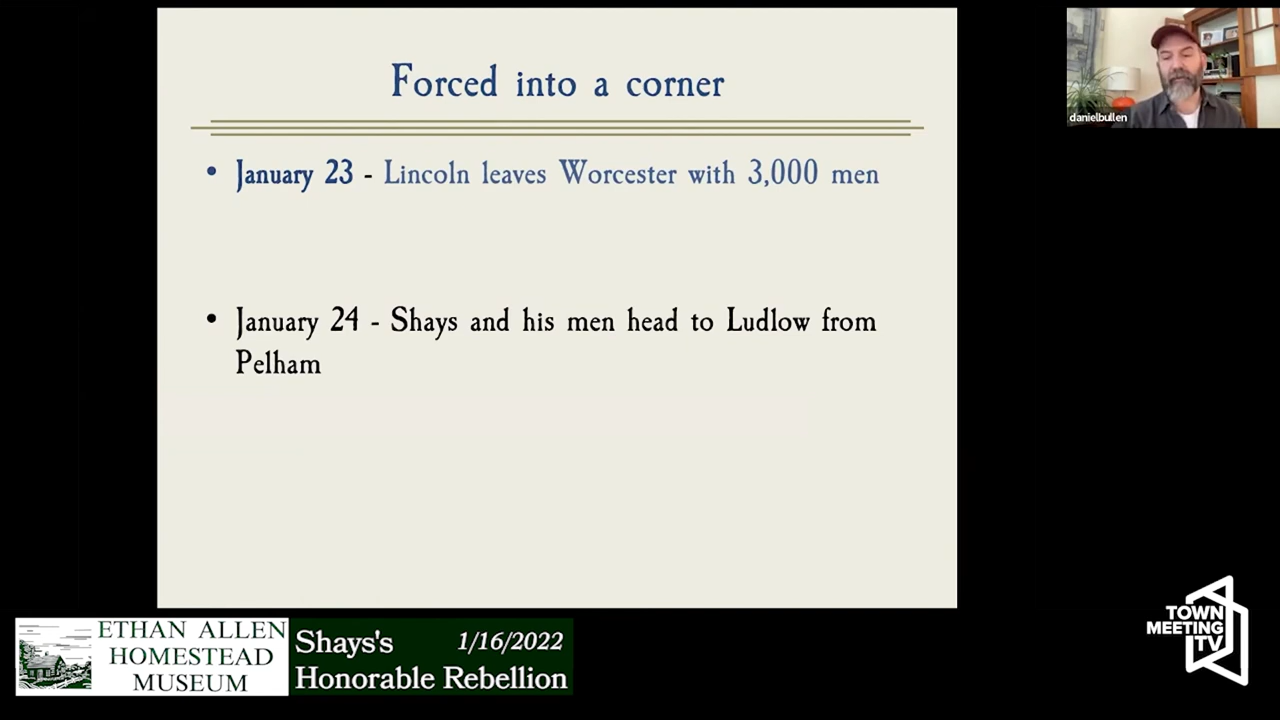 Forced into a corner
• January 23 - Lincoln leaves Worcester with 3,000 men
• January 24 - Shays and his men head to Ludlow from
Pelham
danielbullen
ETHAN ALLEN
HOMESTEAD
MUSEUM
Shays's 1/16/2022
Honorable Rebellion
TOWN
MEETING
TV